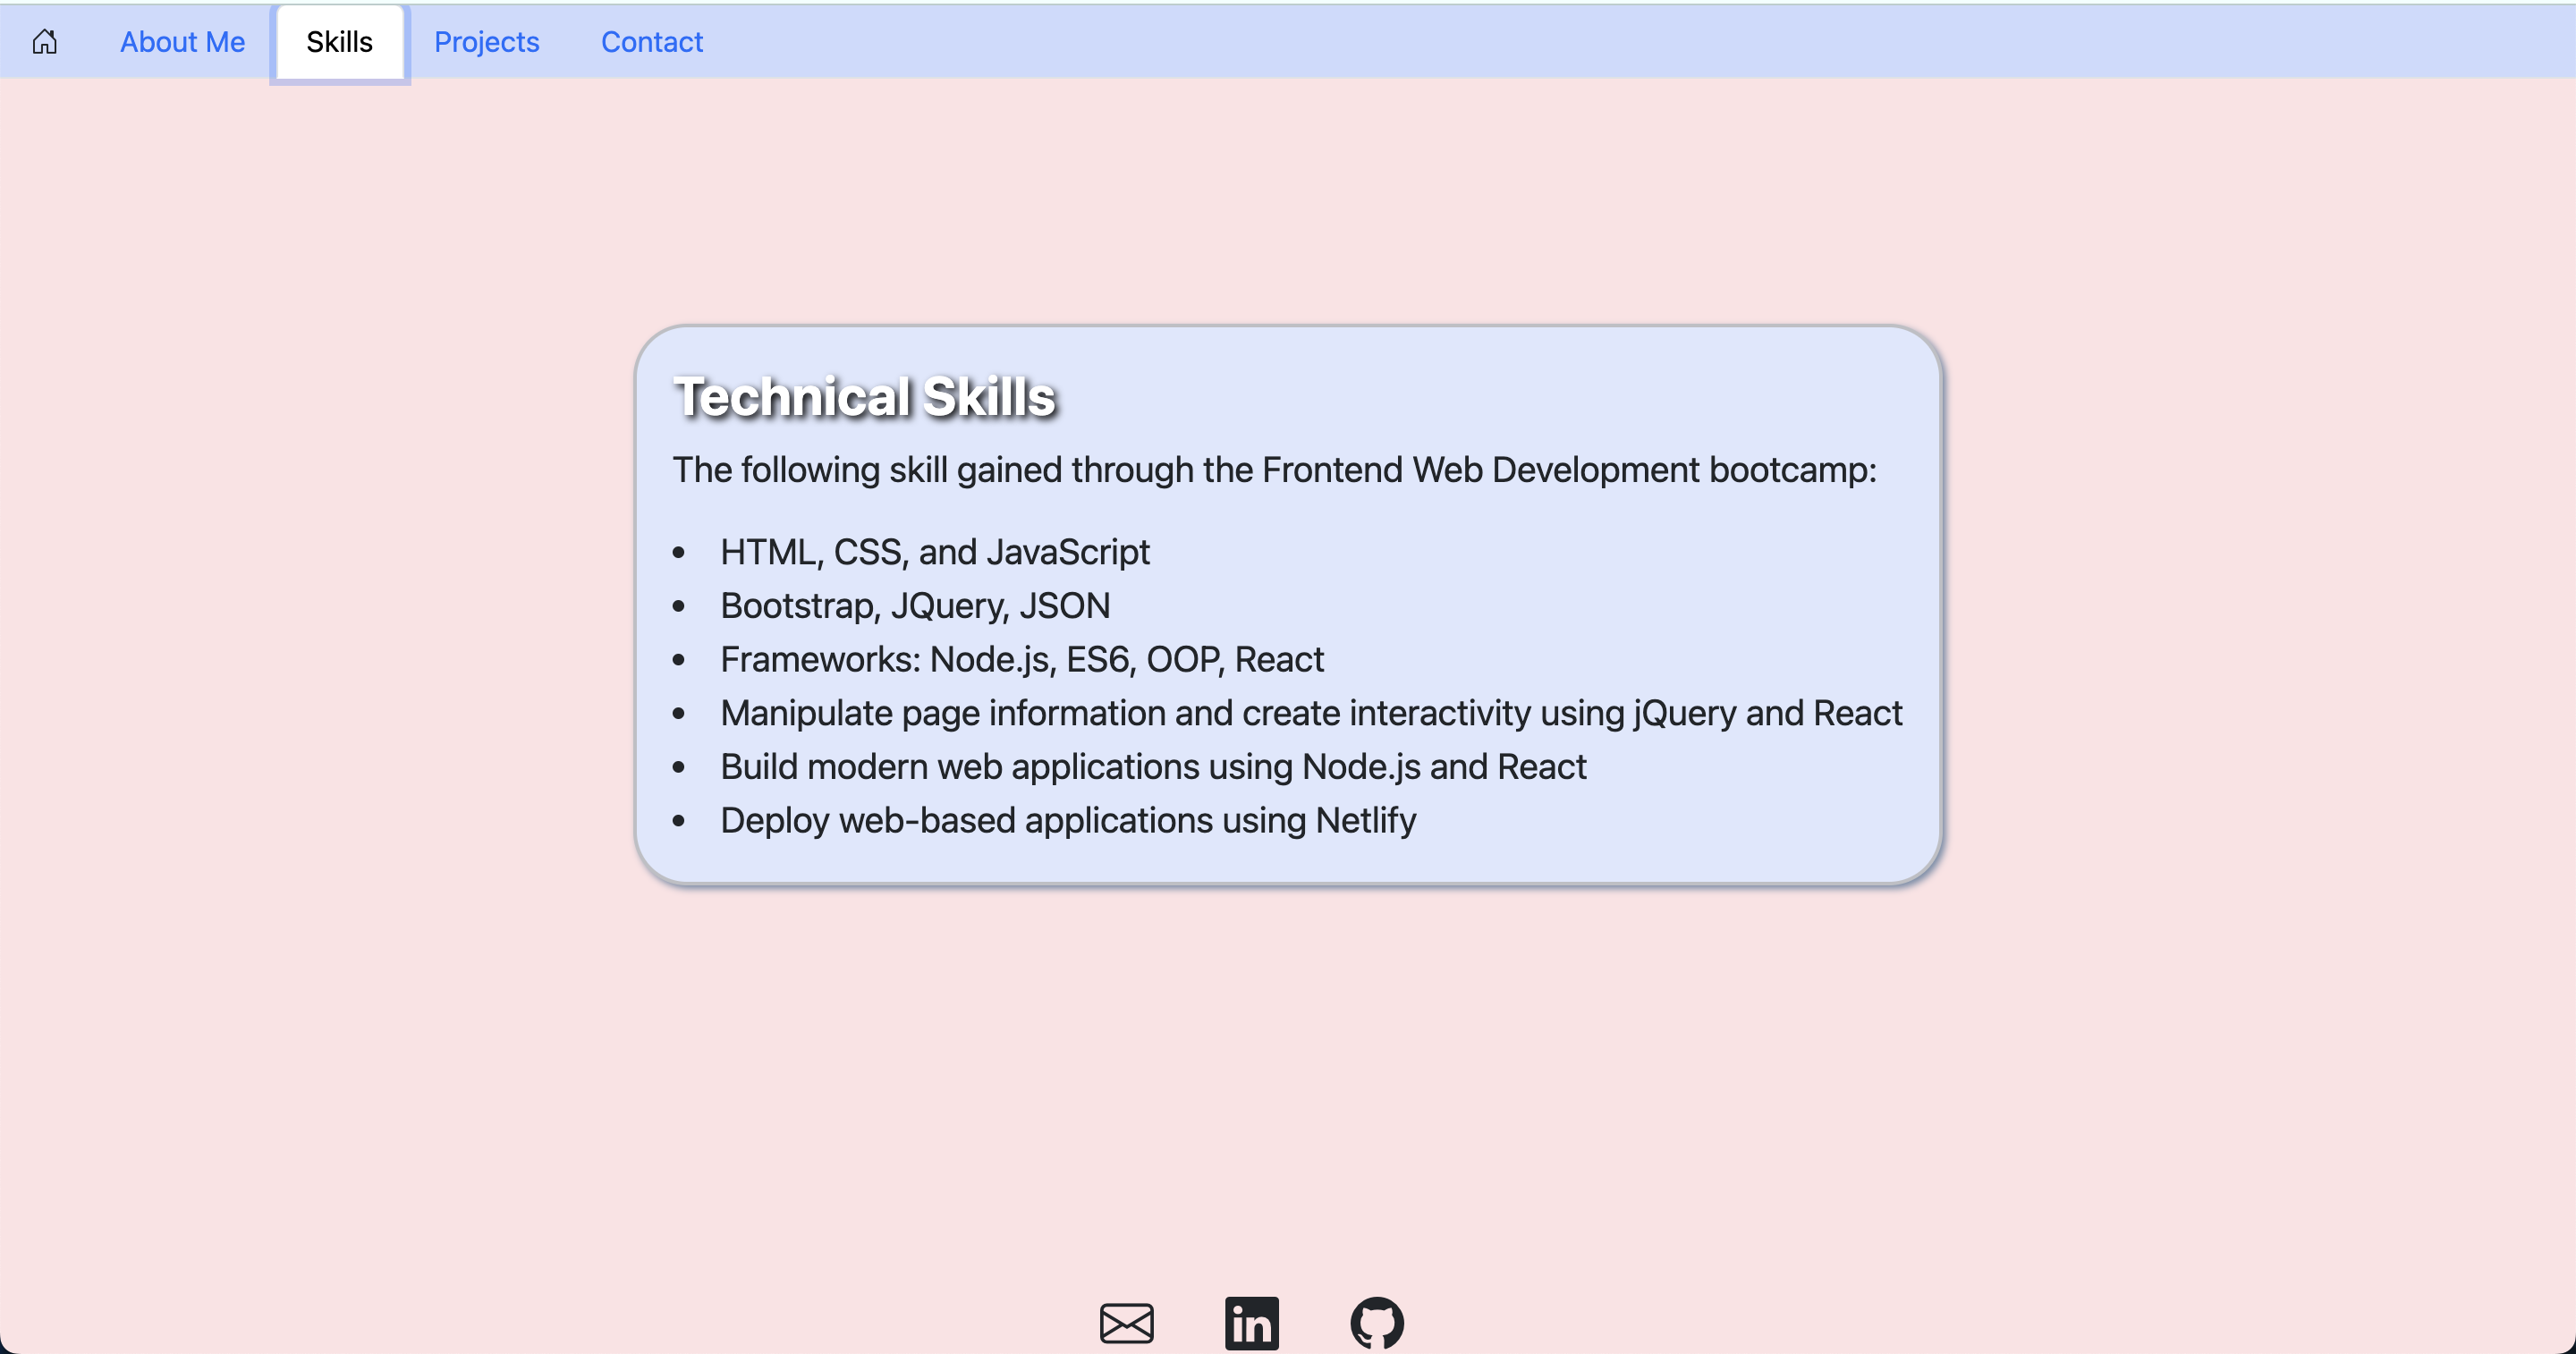 About Me Skills Projects Contact
Technical Skills
The following skill gained through the Frontend Web Development bootcamp:
• HTML, CSS, and JavaScript
• Bootstrap, JQuery, JSON
• Frameworks: Node.js, ES6, OOP, React
• Manipulate page information and create interactivity using jQuery and React
• Build modern web applications using Node.js and React
• Deploy web-based applications using Netlify
in